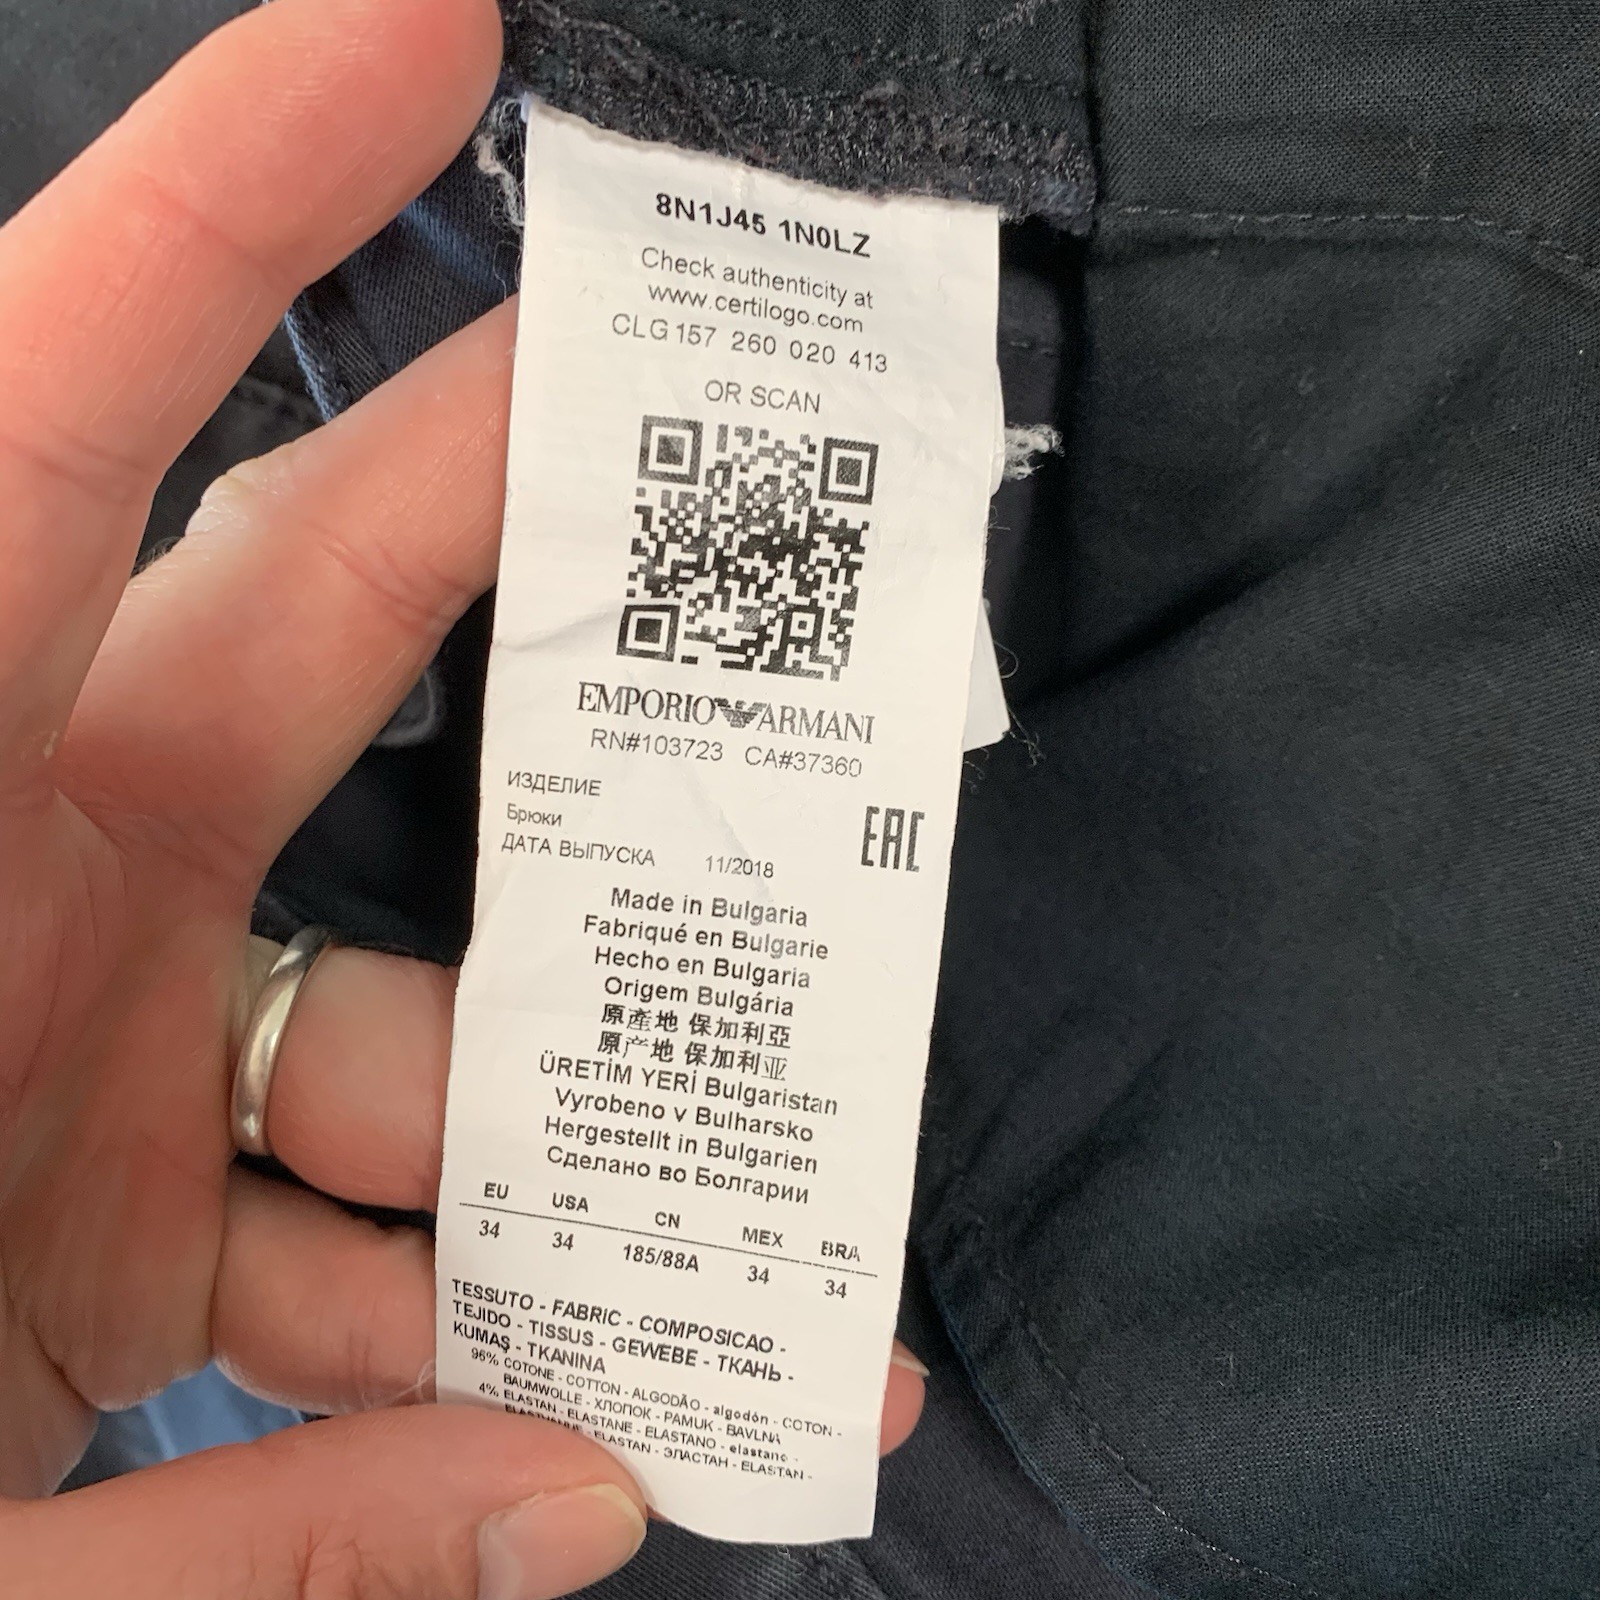 8N1J45 1N0LZ
Check authenticity at
www.certilogo.com
CLG 157 260 020 413
OR SCAN
EMPORIO ARMANI
RN#103723 CA#37360
ИЗДЕЛИЕ
Брюки
ДАТА ВЫПУСКА 11/2018
EAC
Made in Bulgaria
Fabriqué en Bulgarie
Hecho en Bulgaria
Origem Bulgária
原產地 保加利亞
原产地 保加利亚
ÜRETİM YERİ Bulgaristan
Vyrobeno v Bulharsko
Hergestellt in Bulgarien
Сделано во Болгарии
EU USA CN MEX BRA
34 34 185/88A 34 34
TESSUTO - FABRIC - COMPOSICAO -
TEJIDO - TISSUS - GEWEBE - ТКАНЬ -
KUMAŞ - TKANINA
96% COTONE - COTTON - ALGODÃO - algodón - COTON -
BAUMWOLLE - ХЛОПОК - PAMUK - BAVLNA
4% ELASTAN - ELASTANE - ELASTANO - elastano -
- ELASTAN - ЭЛАСТАН - ELASTAN -